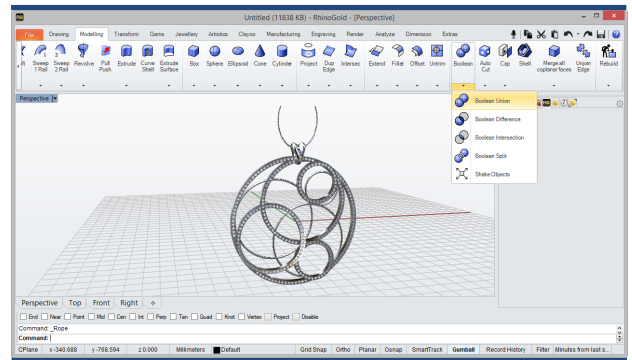 RG
Untitled (11838 KB) - RhinoGold - [Perspective]
File Drawing Modelling Transform Gems Jewellery Artistics Clayoo Manufacturing Engraving Render Analyze Dimension Extras
Sweep 1 Rail
Sweep 2 Rail
Revolve
Pull Push
Extrude
Curve Shell
Extrude Surface
Box
Sphere
Ellipsoid
Cone
Cylinder
Project
Dup Edge
Intersec
Extend
Fillet
Offset
Untrim
Boolean
Auto Cut
Cap
Shell
Merge all coplanar faces
Unjoin Edge
Rebuild
Perspective
Boolean Union
Boolean Difference
Boolean Intersection
Boolean Split
Shake Objects
Perspective Top Front Right
End Near Point Mid Cen Int Perp Tan Quad Knot Vertex Project Disable
Command: _Rope
Command:
CPlane x -340.688 y -768.594 z 0.000 Millimeters Default Grid Snap Ortho Planar Osnap SmartTrack Gumball Record History Filter Minutes from last s...